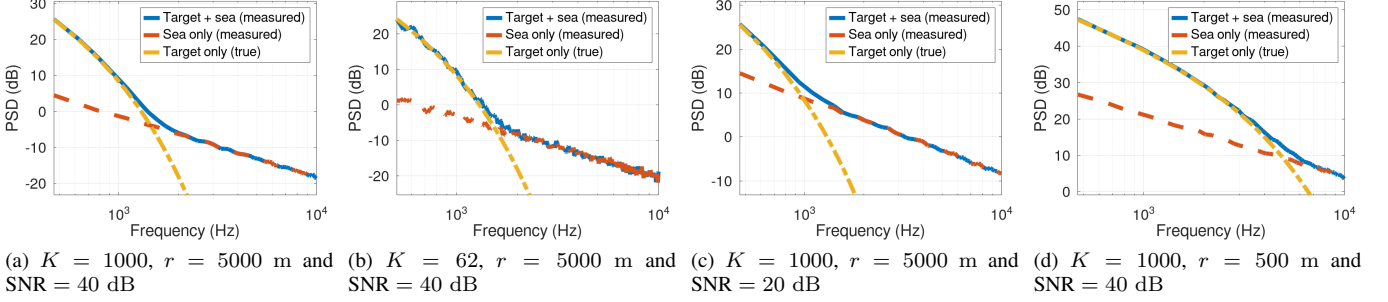 30
20
10
0
-10
-20
PSD (dB)
10^3
10^4
Frequency (Hz)
Target + sea (measured)
Sea only (measured)
Target only (true)
20
10
0
-10
-20
PSD (dB)
10^3
10^4
Frequency (Hz)
Target + sea (measured)
Sea only (measured)
Target only (true)
30
20
10
0
-10
PSD (dB)
10^3
10^4
Frequency (Hz)
Target + sea (measured)
Sea only (measured)
Target only (true)
50
40
30
20
10
0
PSD (dB)
10^3
10^4
Frequency (Hz)
Target + sea (measured)
Sea only (measured)
Target only (true)
(a) K = 1000, r = 5000 m and
SNR = 40 dB
(b) K = 62, r = 5000 m and
SNR = 40 dB
(c) K = 1000, r = 5000 m and
SNR = 20 dB
(d) K = 1000, r = 500 m and
SNR = 40 dB